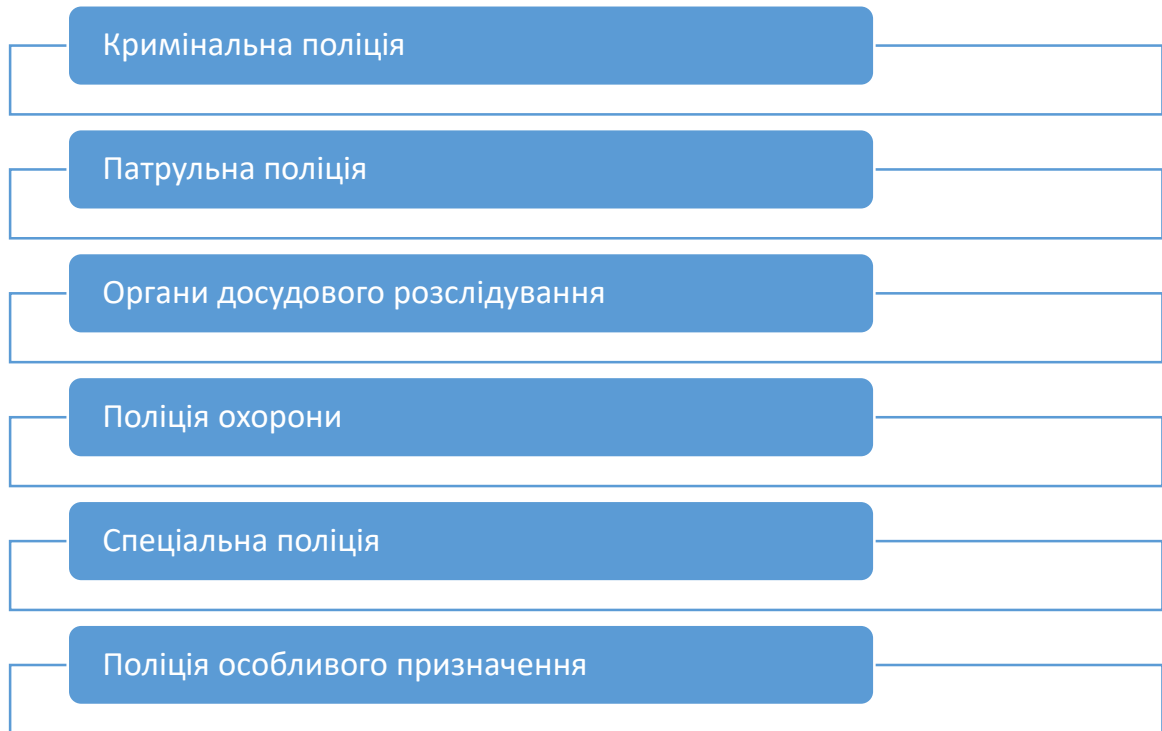 Кримінальна поліція
Патрульна поліція
Органи досудового розслідування
Поліція охорони
Спеціальна поліція
Поліція особливого призначення